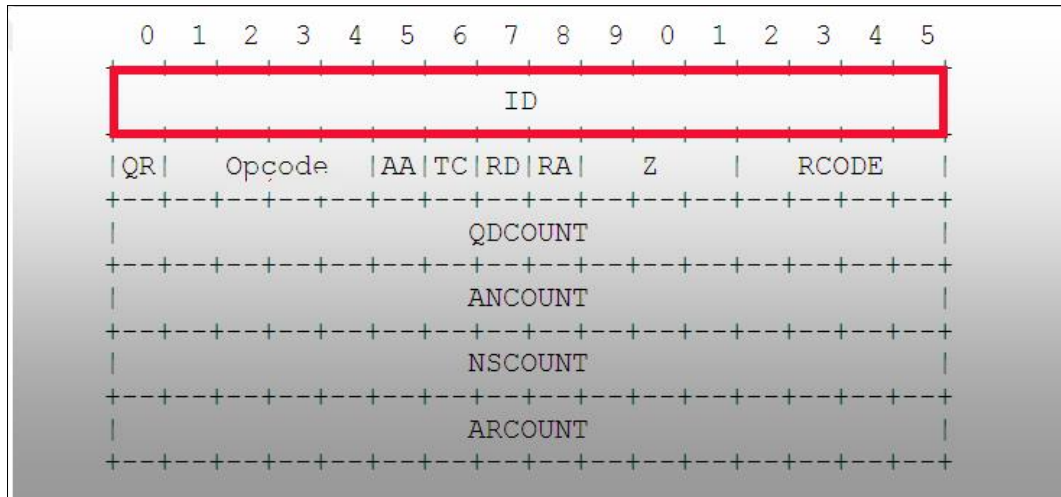 0 1 2 3 4 5 6 7 8 9 0 1 2 3 4 5
ID
|QR| Opcode |AA|TC|RD|RA| Z | RCODE |
+--+--+--+--+--+--+--+--+--+--+--+--+--+--+--+--+
| QDCOUNT |
+--+--+--+--+--+--+--+--+--+--+--+--+--+--+--+--+
| ANCOUNT |
+--+--+--+--+--+--+--+--+--+--+--+--+--+--+--+--+
| NSCOUNT |
+--+--+--+--+--+--+--+--+--+--+--+--+--+--+--+--+
| ARCOUNT |
+--+--+--+--+--+--+--+--+--+--+--+--+--+--+--+--+